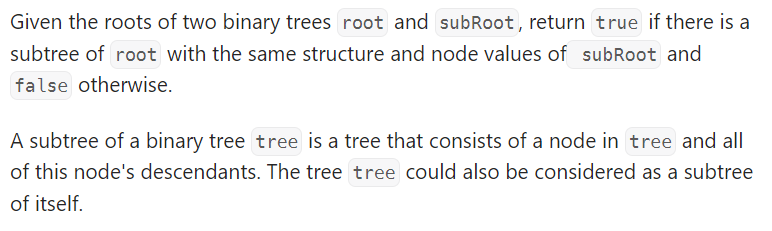 Given the roots of two binary trees root and subRoot, return true if there is a
subtree of root with the same structure and node values of subRoot and
false otherwise.
A subtree of a binary tree tree is a tree that consists of a node in tree and all
of this node's descendants. The tree tree could also be considered as a subtree
of itself.